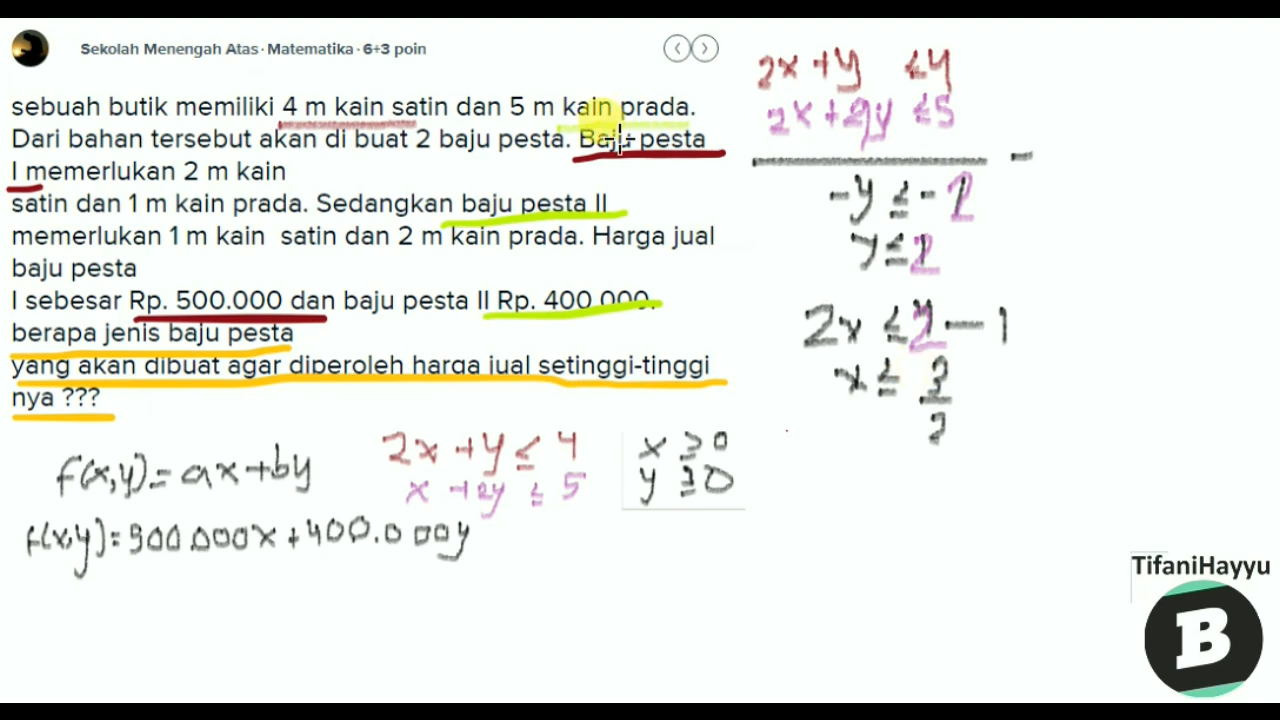 Sekolah Menengah Atas · Matematika · 6+3 poin
sebuah butik memiliki 4 m kain satin dan 5 m kain prada.
Dari bahan tersebut akan di buat 2 baju pesta. Baju pesta
I memerlukan 2 m kain
satin dan 1 m kain prada. Sedangkan baju pesta II
memerlukan 1 m kain satin dan 2 m kain prada. Harga jual
baju pesta
I sebesar Rp. 500.000 dan baju pesta II Rp. 400.000.
berapa jenis baju pesta
yang akan dibuat agar diperoleh harga jual setinggi-tinggi
nya ???
f(x,y)= ax+by
f(x,y)= 500.000x+400.000y
2x +y ≤ 4
x +2y ≤ 5
x ≥ 0
y ≥ 0
2x +y ≤4
2x +2y ≤5
-
-y ≤ -1
2x ≤ 2 - 1
TifaniHayyu
B